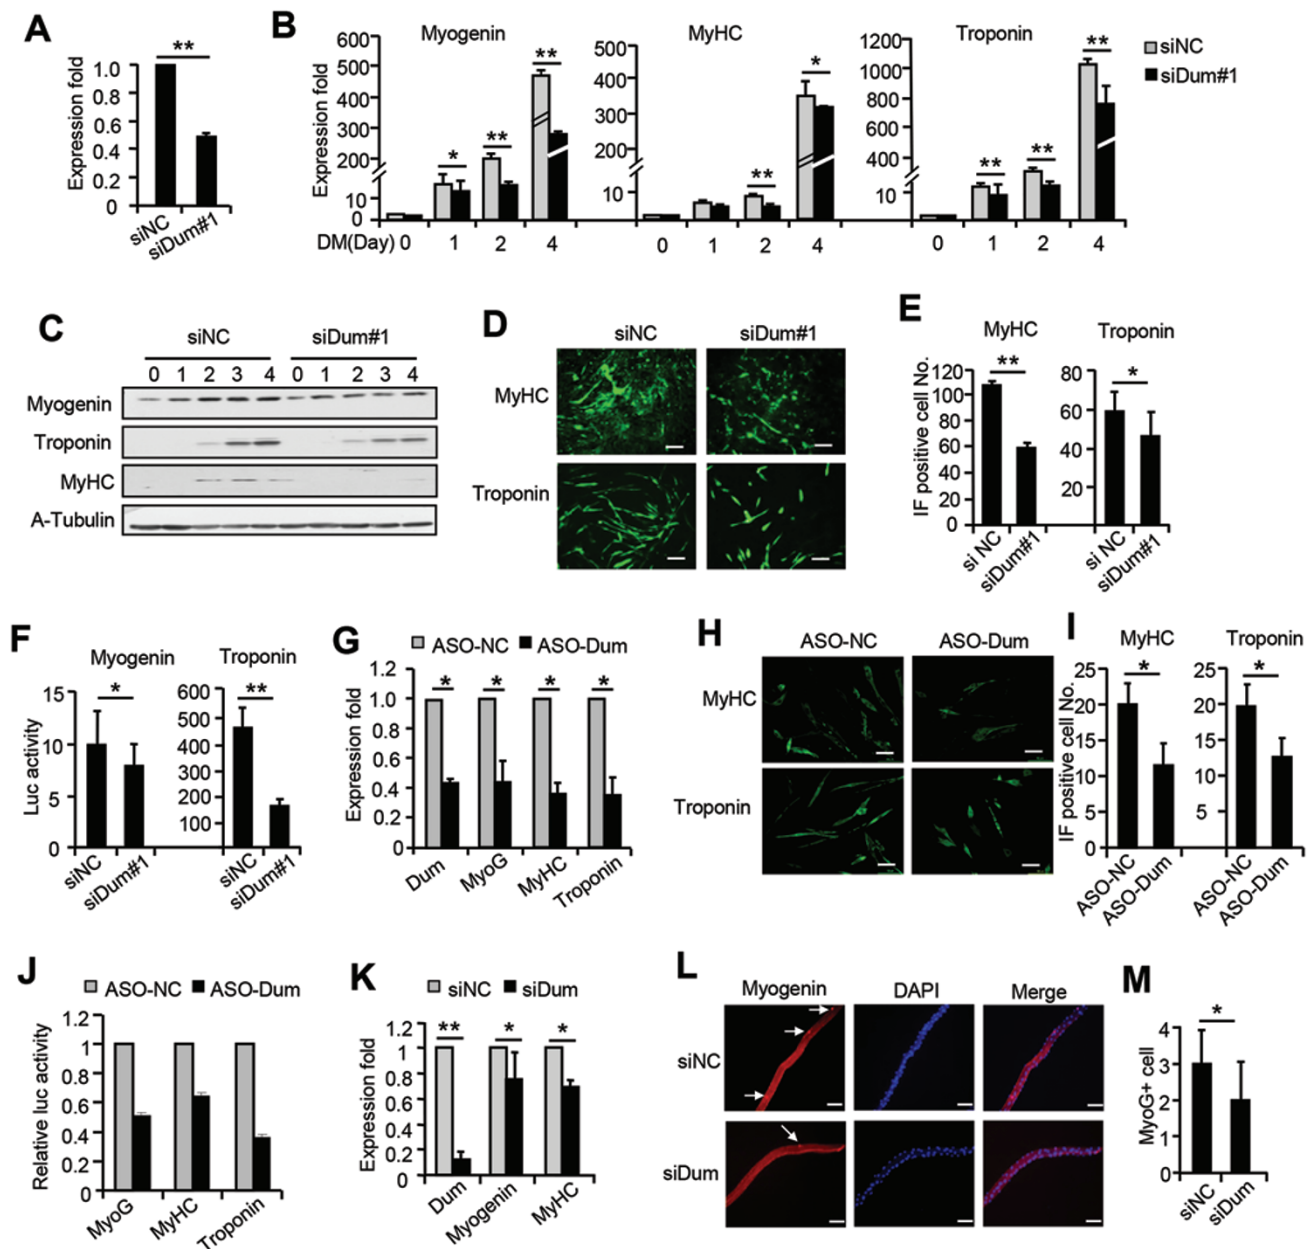 A
**
Expression fold
1.0
0.8
0.6
0.4
0.2
0
siNC
siDum#1
B
Myogenin
MyHC
Troponin
siNC
siDum#1
Expression fold
600
500
400
300
200
10
0
*
**
**
500
400
300
200
10
**
*
1200
1000
800
600
400
10
**
**
**
DM(Day) 0 1 2 4
0 1 2 4
0 1 2 4
C
siNC siDum#1
0 1 2 3 4 0 1 2 3 4
Myogenin
Troponin
MyHC
A-Tubulin
D
siNC siDum#1
MyHC
Troponin
E
MyHC Troponin
IF positive cell No.
120
100
80
60
40
20
0
**
si NC
siDum#1
80
60
40
20
*
si NC
siDum#1
F
Myogenin Troponin
Luc activity
15
10
5
0
*
siNC
siDum#1
600
500
400
300
200
100
**
siNC
siDum#1
G
ASO-NC ASO-Dum
Expression fold
1.2
1.0
0.8
0.6
0.4
0.2
0
* * * *
Dum
MyoG
MyHC
Troponin
H
ASO-NC ASO-Dum
MyHC
Troponin
I
MyHC Troponin
IF positive cell No.
25
20
15
10
5
0
*
ASO-NC
ASO-Dum
25
20
15
10
5
*
ASO-NC
ASO-Dum
J
ASO-NC ASO-Dum
Relative luc activity
1.2
1
0.8
0.6
0.4
0.2
0
MyoG
MyHC
Troponin
K
siNC siDum
Expression fold
1.2
1
0.8
0.6
0.4
0.2
0
** * *
Dum
Myogenin
MyHC
L
Myogenin DAPI Merge
siNC
siDum
M
*
MyoG+ cell
4
3
2
1
0
siNC
siDum